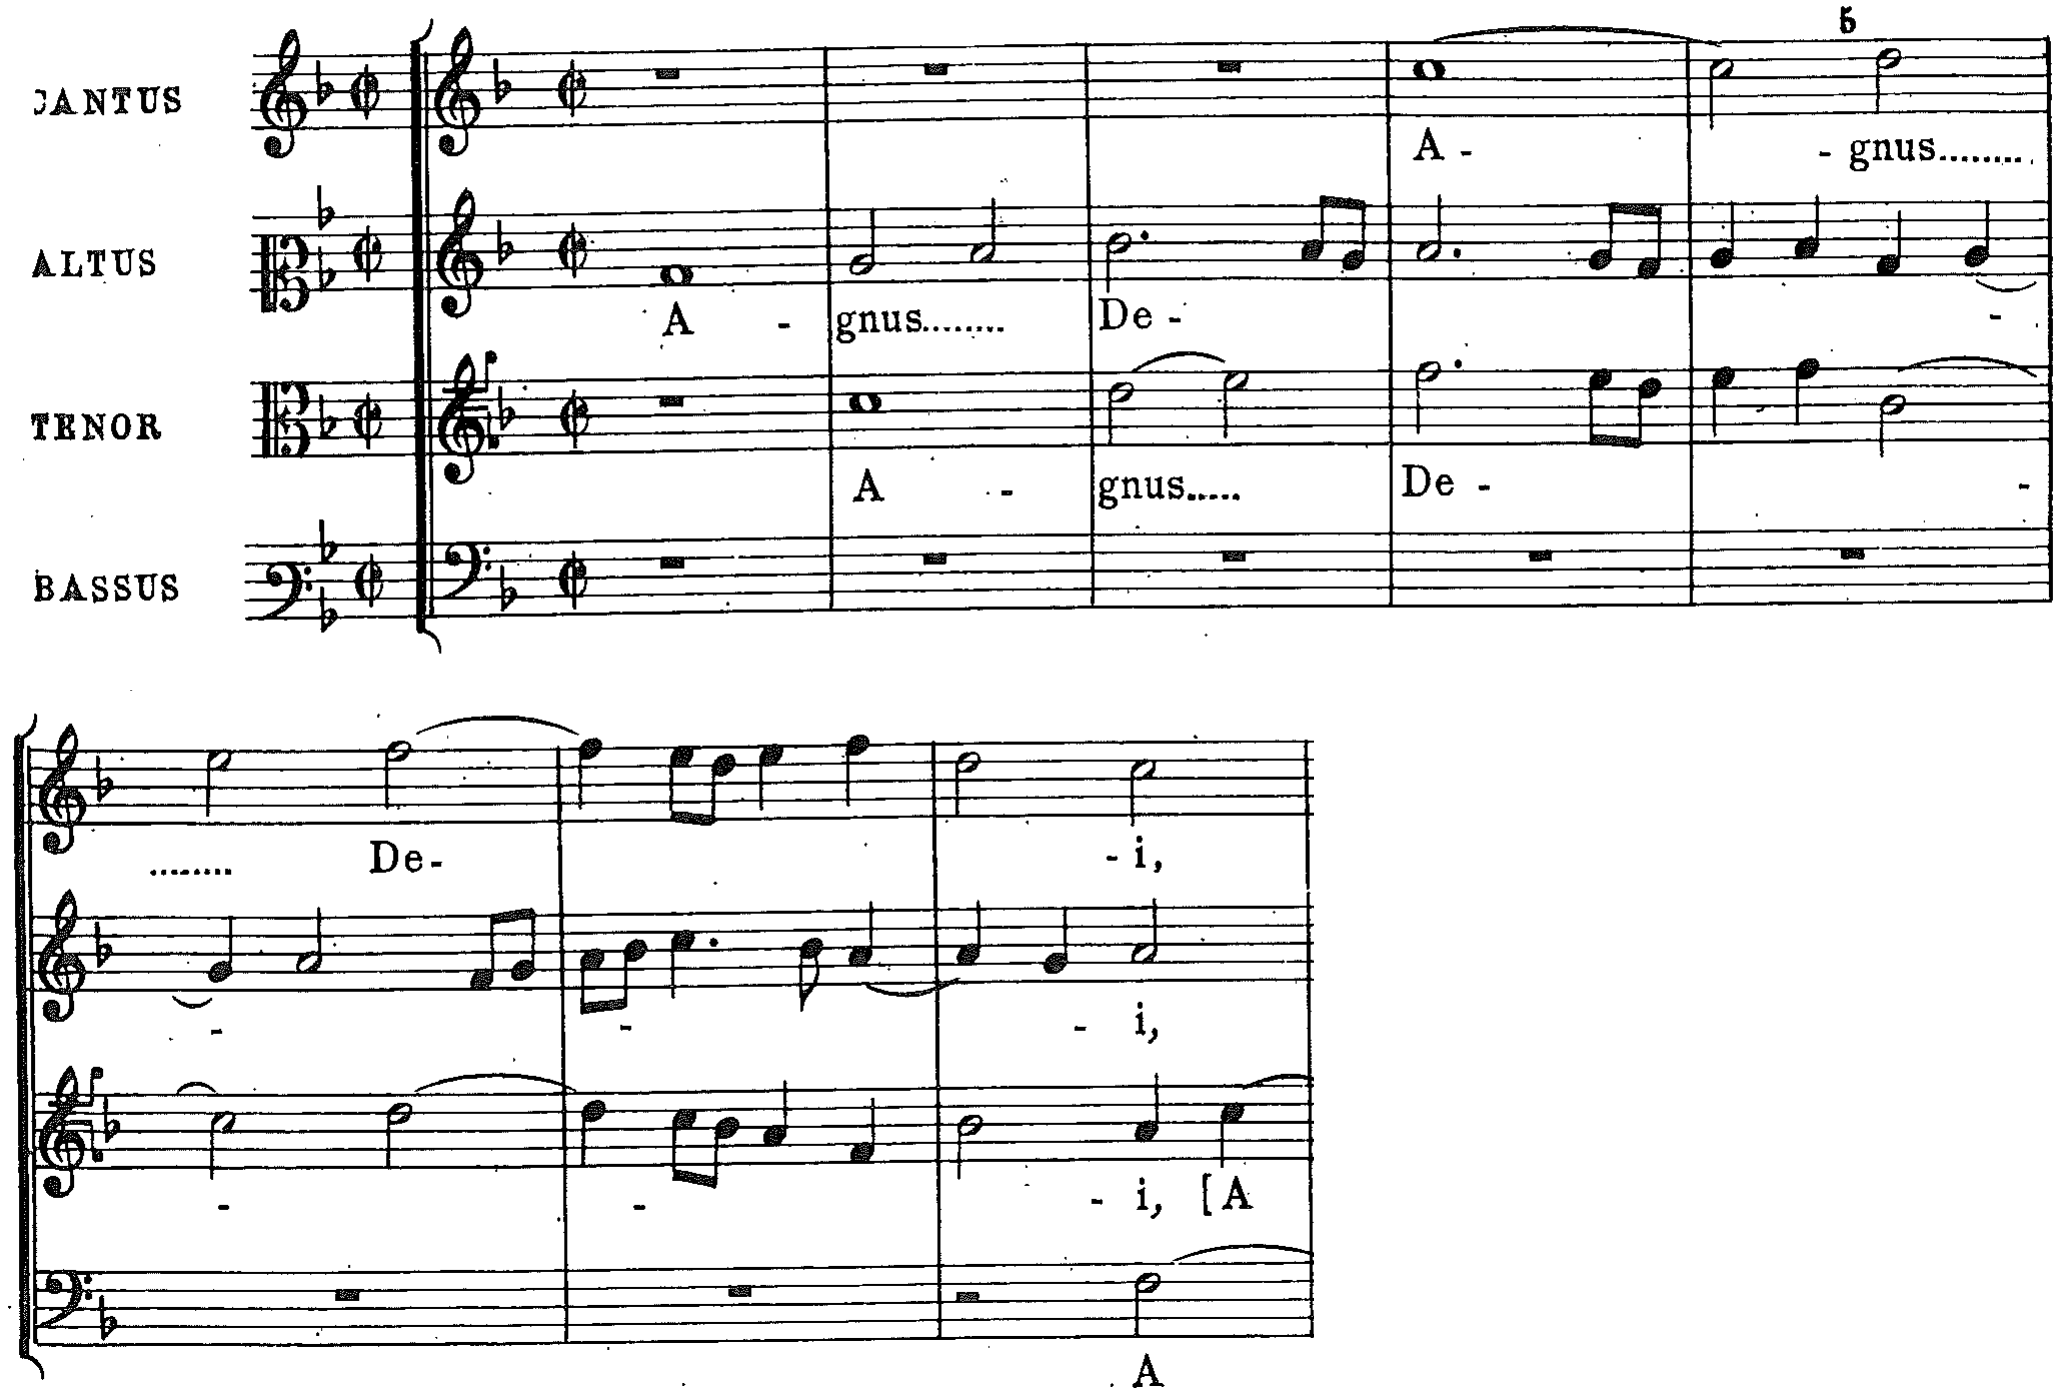 5
CANTUS
A - - gnus.........
ALTUS
A - gnus........ De - -
TENOR
A - gnus..... De - -
BASSUS
........ De- - i,
- - - i,
- - - i, [A
A